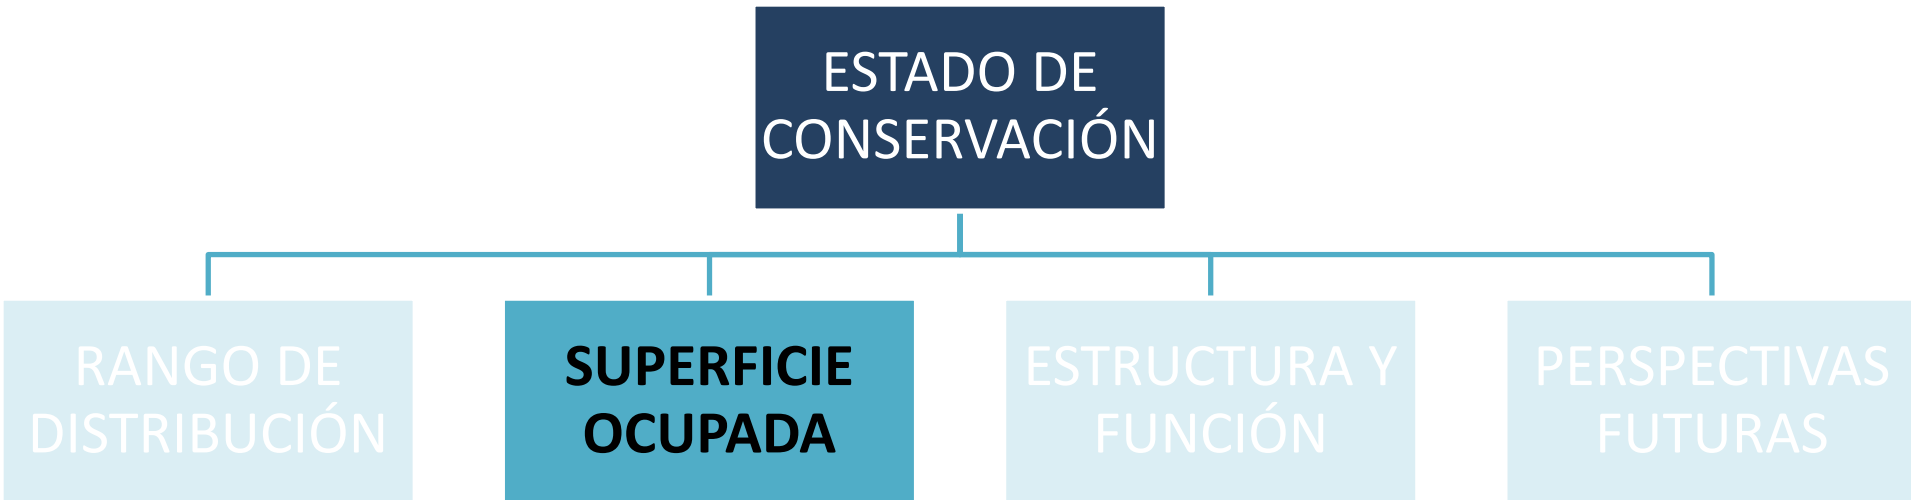 ESTADO DE
CONSERVACIÓN
RANGO DE
DISTRIBUCIÓN
SUPERFICIE
OCUPADA
ESTRUCTURA Y
FUNCIÓN
PERSPECTIVAS
FUTURAS